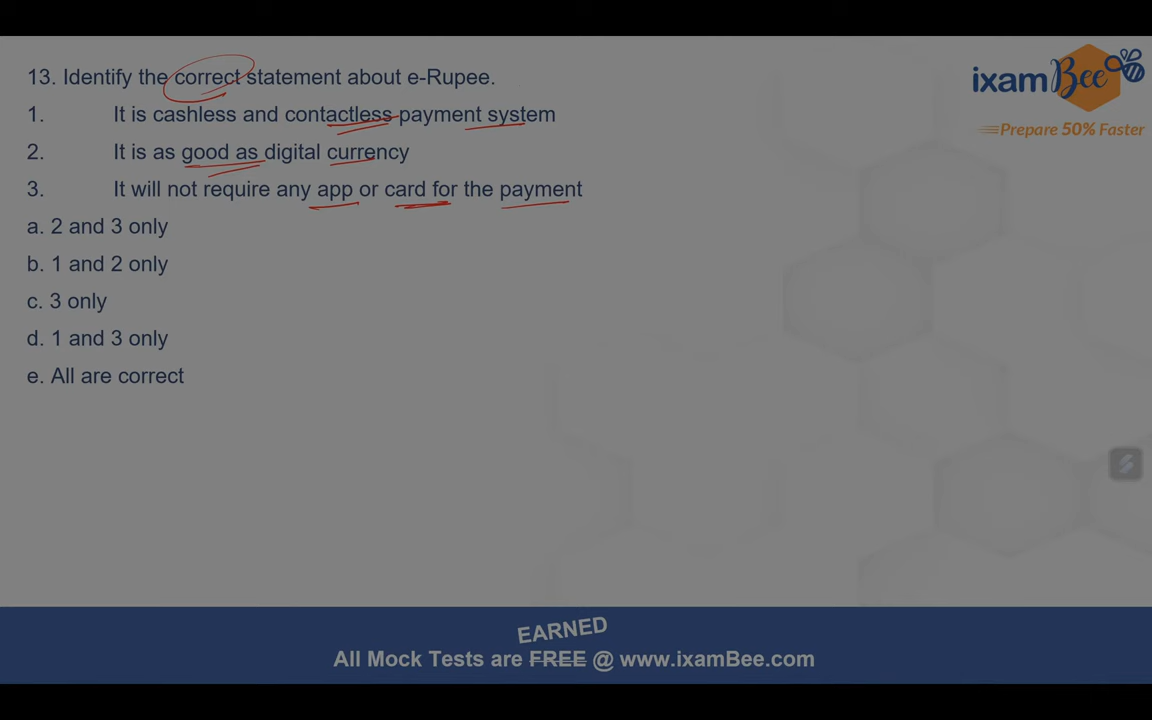 13. Identify the correct statement about e-Rupee.
1. It is cashless and contactless payment system
2. It is as good as digital currency
3. It will not require any app or card for the payment
a. 2 and 3 only
b. 1 and 2 only
c. 3 only
d. 1 and 3 only
e. All are correct
ixamBee
Prepare 50% Faster
EARNED
All Mock Tests are FREE @ www.ixamBee.com